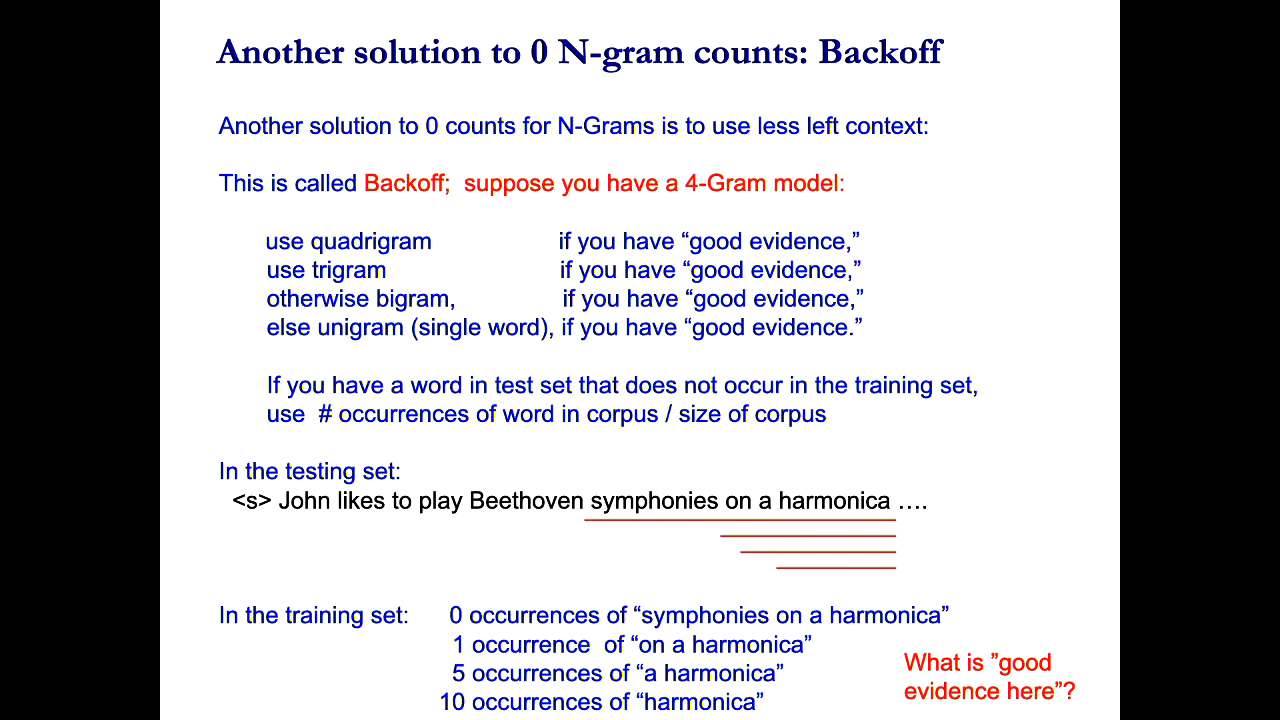 Another solution to 0 N-gram counts: Backoff
Another solution to 0 counts for N-Grams is to use less left context:
This is called Backoff; suppose you have a 4-Gram model:
use quadrigram if you have “good evidence,”
use trigram if you have “good evidence,”
otherwise bigram, if you have “good evidence,”
else unigram (single word), if you have “good evidence.”
If you have a word in test set that does not occur in the training set,
use # occurrences of word in corpus / size of corpus
In the testing set:
<s> John likes to play Beethoven symphonies on a harmonica ….
In the training set: 0 occurrences of “symphonies on a harmonica”
1 occurrence of “on a harmonica”
5 occurrences of “a harmonica”
10 occurrences of “harmonica”
What is ”good
evidence here”?